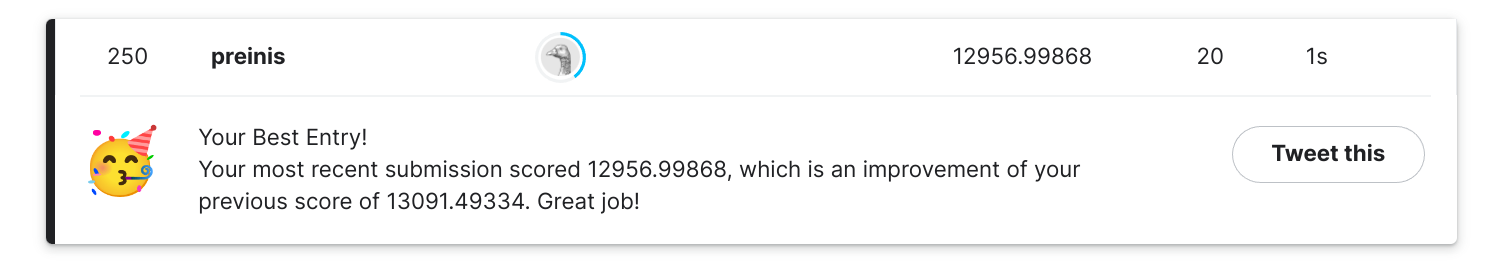 250 preinis 12956.99868 20 1s
Your Best Entry!
Your most recent submission scored 12956.99868, which is an improvement of your
previous score of 13091.49334. Great job!
Tweet this